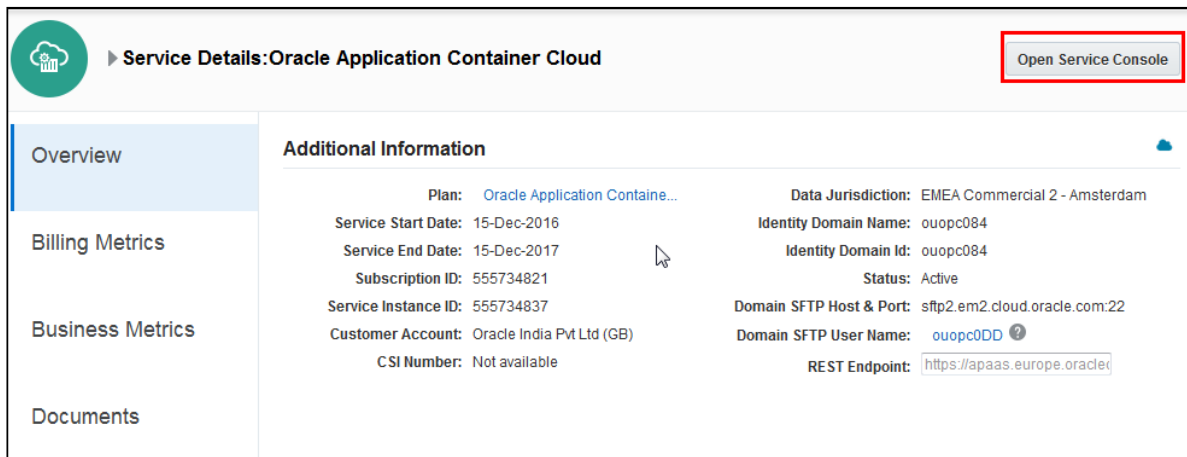 Service Details:Oracle Application Container Cloud
Open Service Console
Overview
Billing Metrics
Business Metrics
Documents
Additional Information
Plan: Oracle Application Containe...
Service Start Date: 15-Dec-2016
Service End Date: 15-Dec-2017
Subscription ID: 555734821
Service Instance ID: 555734837
Customer Account: Oracle India Pvt Ltd (GB)
CSI Number: Not available
Data Jurisdiction: EMEA Commercial 2 - Amsterdam
Identity Domain Name: ouopc084
Identity Domain Id: ouopc084
Status: Active
Domain SFTP Host & Port: sftp2.em2.cloud.oracle.com:22
Domain SFTP User Name: ouopc0DD ?
REST Endpoint: https://apaas.europe.oraclec